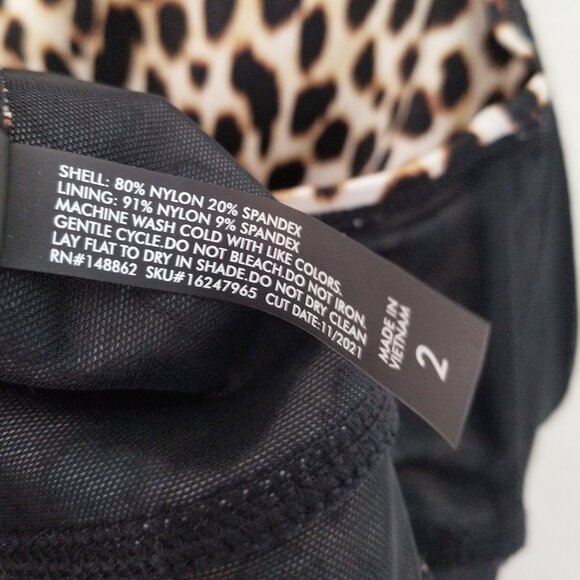 SHELL: 80% NYLON 20% SPANDEX
LINING: 91% NYLON 9% SPANDEX
MACHINE WASH COLD WITH LIKE COLORS.
GENTLE CYCLE.DO NOT BLEACH.DO NOT IRON.
LAY FLAT TO DRY IN SHADE.DO NOT DRY CLEAN
RN#148862 SKU#16247965 CUT DATE:11/2021
MADE IN
VIETNAM
2